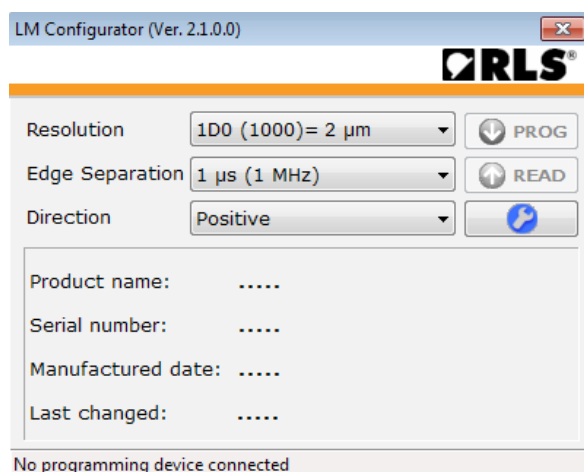 LM Configurator (Ver. 2.1.0.0)
RLS®
Resolution 1D0 (1000)= 2 µm PROG
Edge Separation 1 µs (1 MHz) READ
Direction Positive
Product name: .....
Serial number: .....
Manufactured date: .....
Last changed: .....
No programming device connected